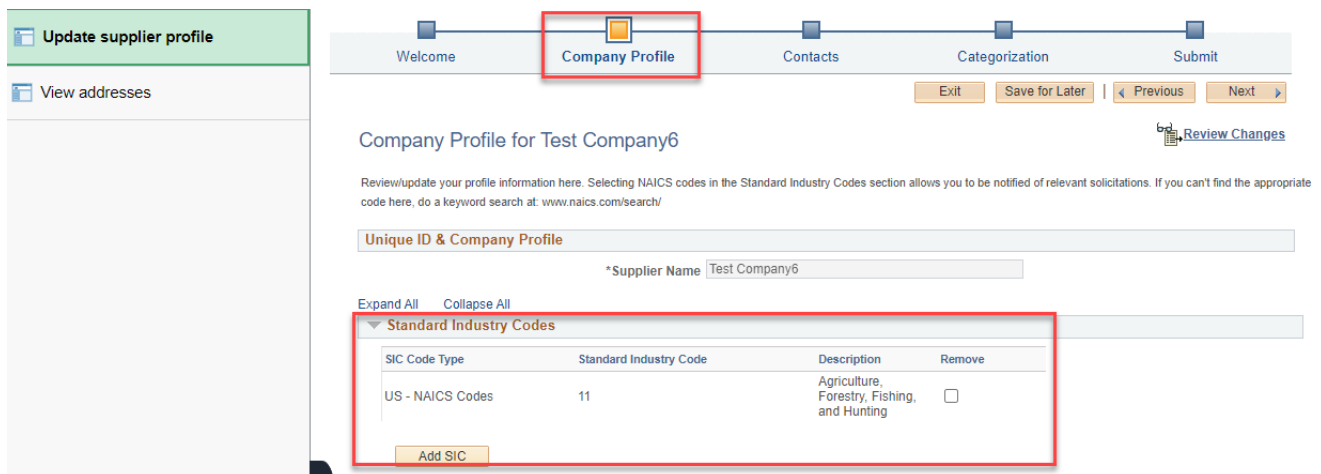 Update supplier profile
View addresses
Welcome
Company Profile
Contacts
Categorization
Submit
Exit
Save for Later
Previous
Next
Company Profile for Test Company6
Review Changes
Review/update your profile information here. Selecting NAICS codes in the Standard Industry Codes section allows you to be notified of relevant solicitations. If you can't find the appropriate
code here, do a keyword search at: www.naics.com/search/
Unique ID & Company Profile
*Supplier Name Test Company6
Expand All Collapse All
Standard Industry Codes
SIC Code Type Standard Industry Code Description Remove
US - NAICS Codes 11 Agriculture,
Forestry, Fishing,
and Hunting
Add SIC